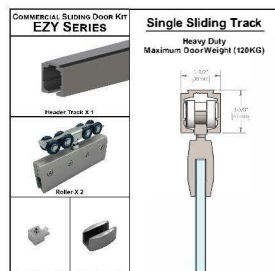 COMMERCIAL SLIDING DOOR KIT
EZY SERIES
Header Track X 1
Roller X 2
Single Sliding Track
Heavy Duty
Maximum DoorWeight (120KG)